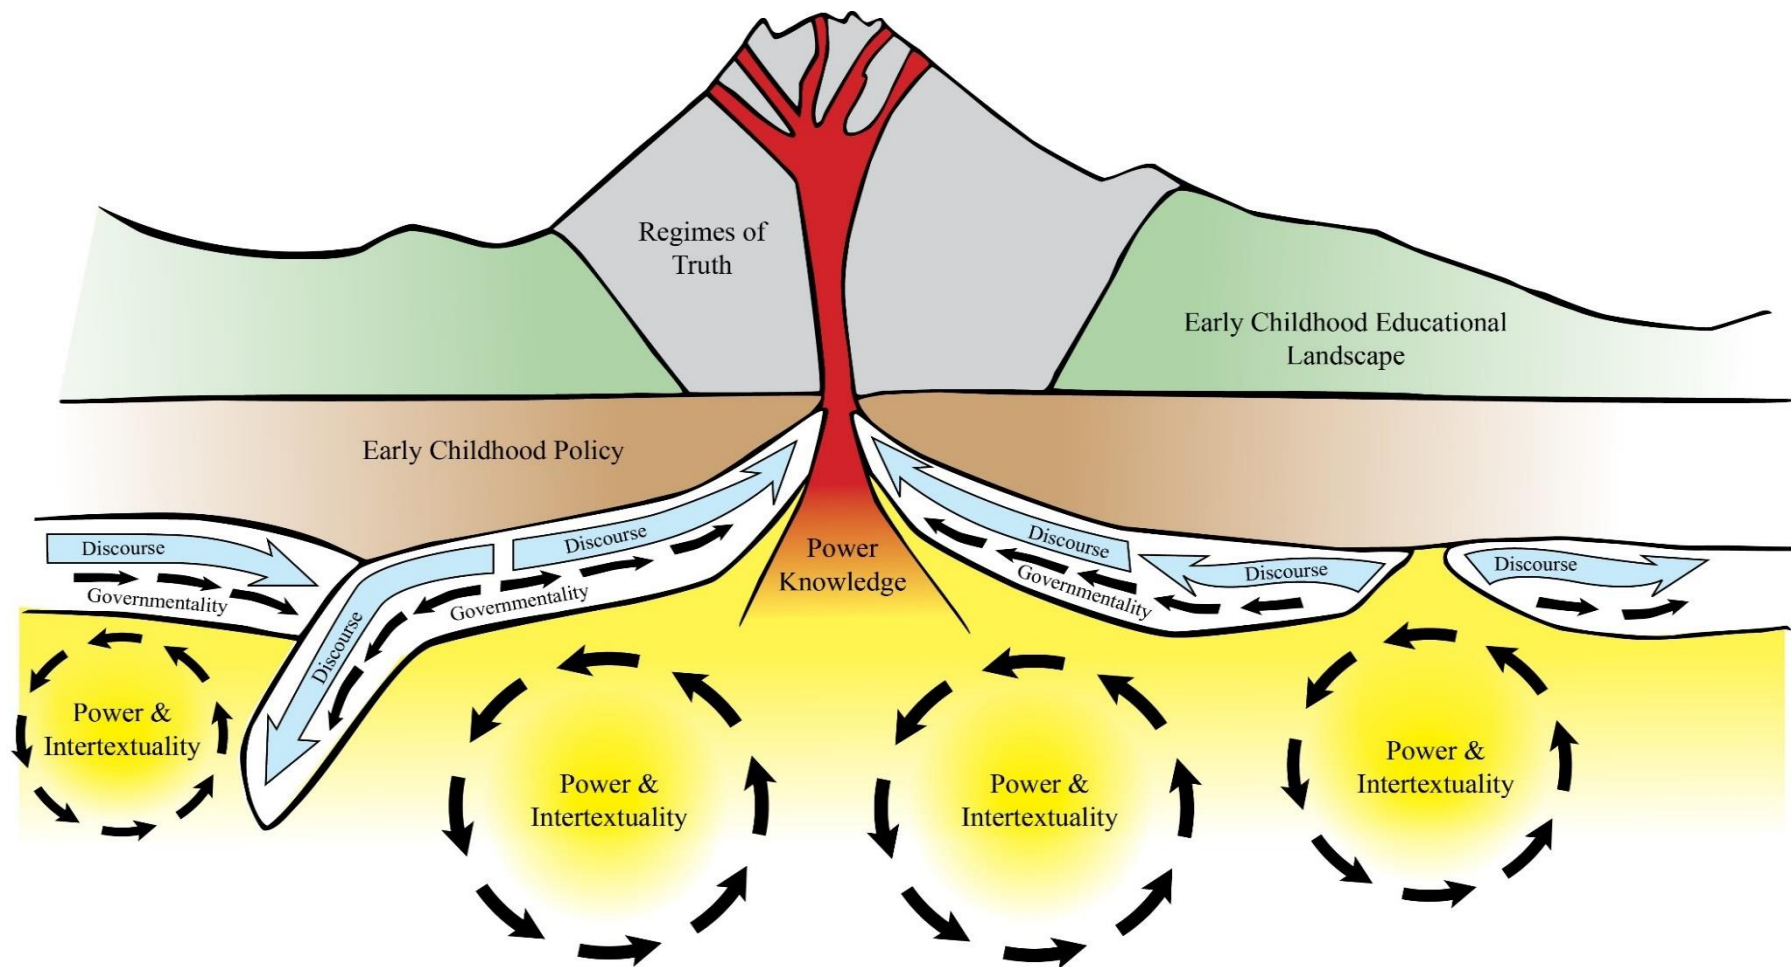 Regimes of
Truth
Early Childhood Educational
Landscape
Early Childhood Policy
Discourse
Governmentality
Discourse
Discourse
Governmentality
Power
Knowledge
Discourse
Governmentality
Discourse
Discourse
Power &
Intertextuality
Power &
Intertextuality
Power &
Intertextuality
Power &
Intertextuality